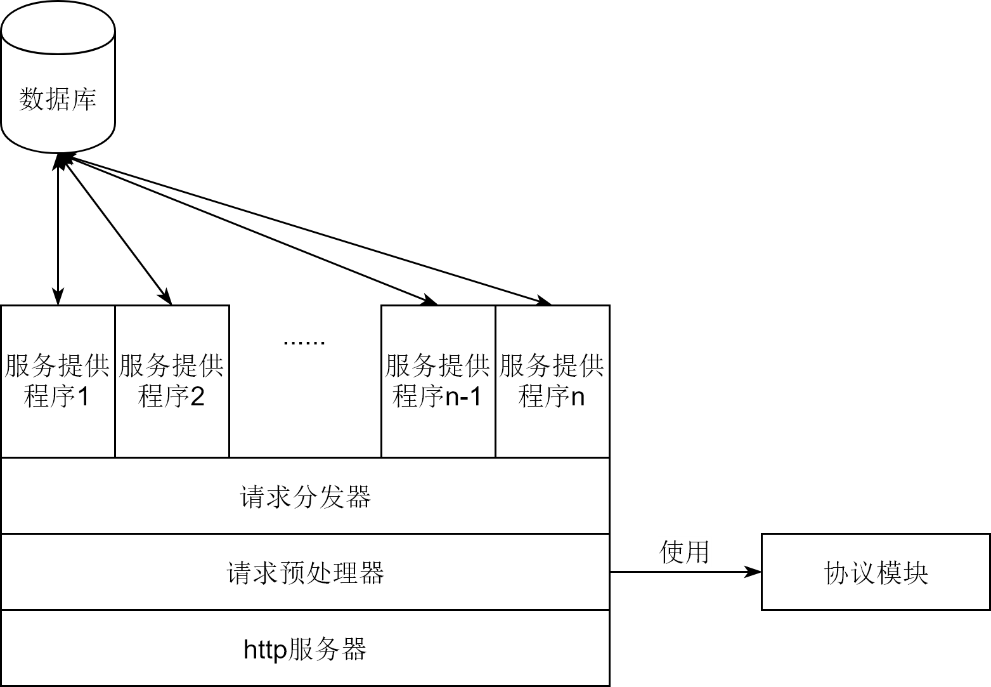 数据库
......
服务提供
程序1
服务提供
程序2
服务提供
程序n-1
服务提供
程序n
请求分发器
使用
请求预处理器
协议模块
http服务器